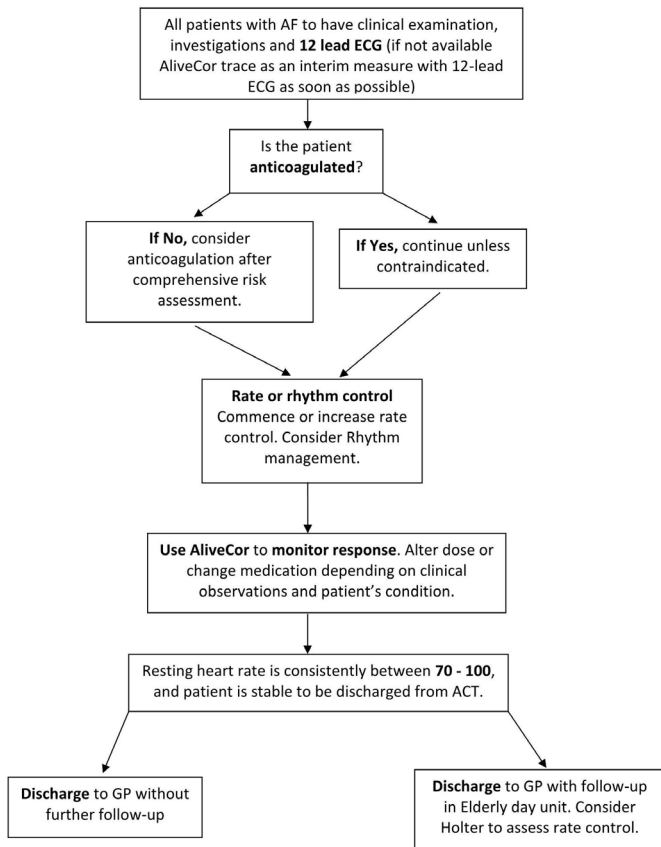 All patients with AF to have clinical examination,
investigations and 12 lead ECG (if not available
AliveCor trace as an interim measure with 12-lead
ECG as soon as possible)
Is the patient
anticoagulated?
If No, consider
anticoagulation after
comprehensive risk
assessment.
If Yes, continue unless
contraindicated.
Rate or rhythm control
Commence or increase rate
control. Consider Rhythm
management.
Use AliveCor to monitor response. Alter dose or
change medication depending on clinical
observations and patient’s condition.
Resting heart rate is consistently between 70 - 100,
and patient is stable to be discharged from ACT.
Discharge to GP without
further follow-up
Discharge to GP with follow-up
in Elderly day unit. Consider
Holter to assess rate control.